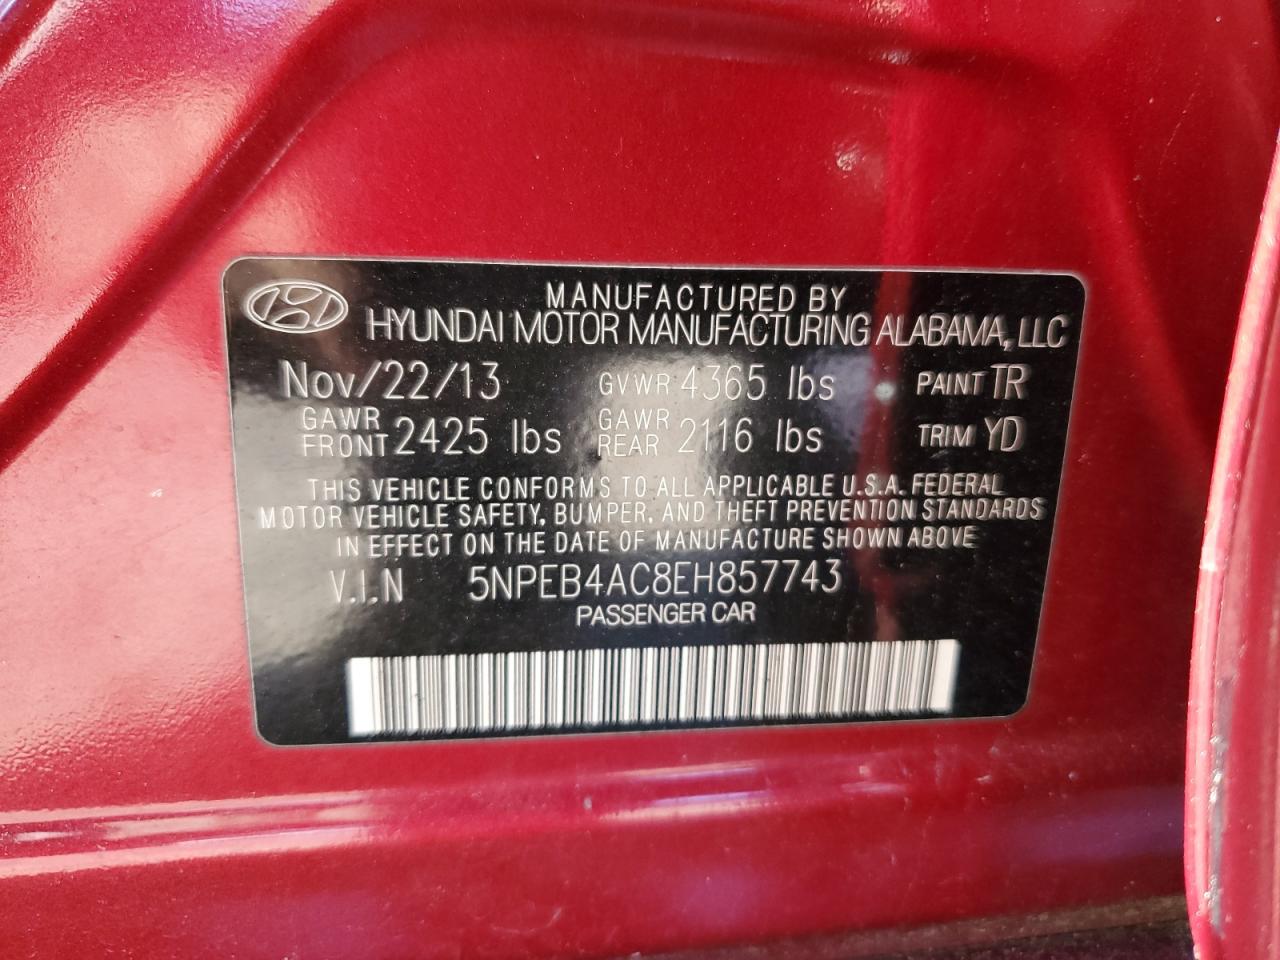 MANUFACTURED BY
HYUNDAI MOTOR MANUFACTURING ALABAMA, LLC
Nov/22/13 GVWR 4365 lbs PAINT TR
GAWR FRONT 2425 lbs GAWR REAR 2116 lbs TRIM YD
THIS VEHICLE CONFORMS TO ALL APPLICABLE U.S.A. FEDERAL
MOTOR VEHICLE SAFETY, BUMPER, AND THEFT PREVENTION STANDARDS
IN EFFECT ON THE DATE OF MANUFACTURE SHOWN ABOVE
V.I.N 5NPEB4AC8EH857743
PASSENGER CAR